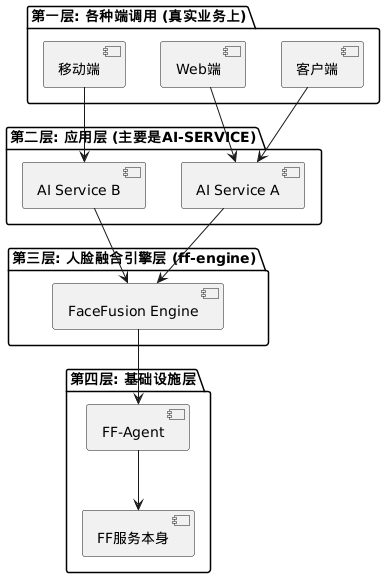 第一层: 各种端调用 (真实业务上)
移动端
Web端
客户端
第二层: 应用层 (主要是AI-SERVICE)
AI Service B
AI Service A
第三层: 人脸融合引擎层 (ff-engine)
FaceFusion Engine
第四层: 基础设施层
FF-Agent
FF服务本身